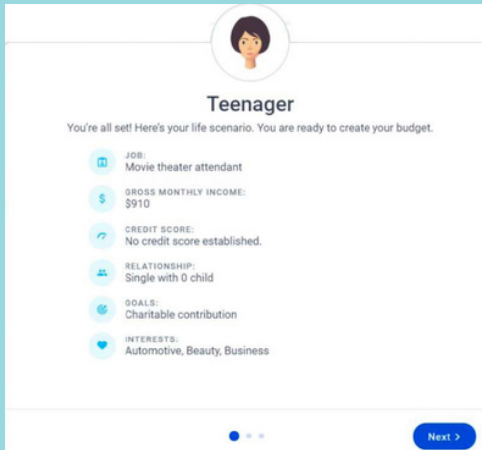 Teenager
You're all set! Here's your life scenario. You are ready to create your budget.
JOB:
Movie theater attendant
GROSS MONTHLY INCOME:
$910
CREDIT SCORE:
No credit score established.
RELATIONSHIP:
Single with 0 child
GOALS:
Charitable contribution
INTERESTS:
Automotive, Beauty, Business
Next >